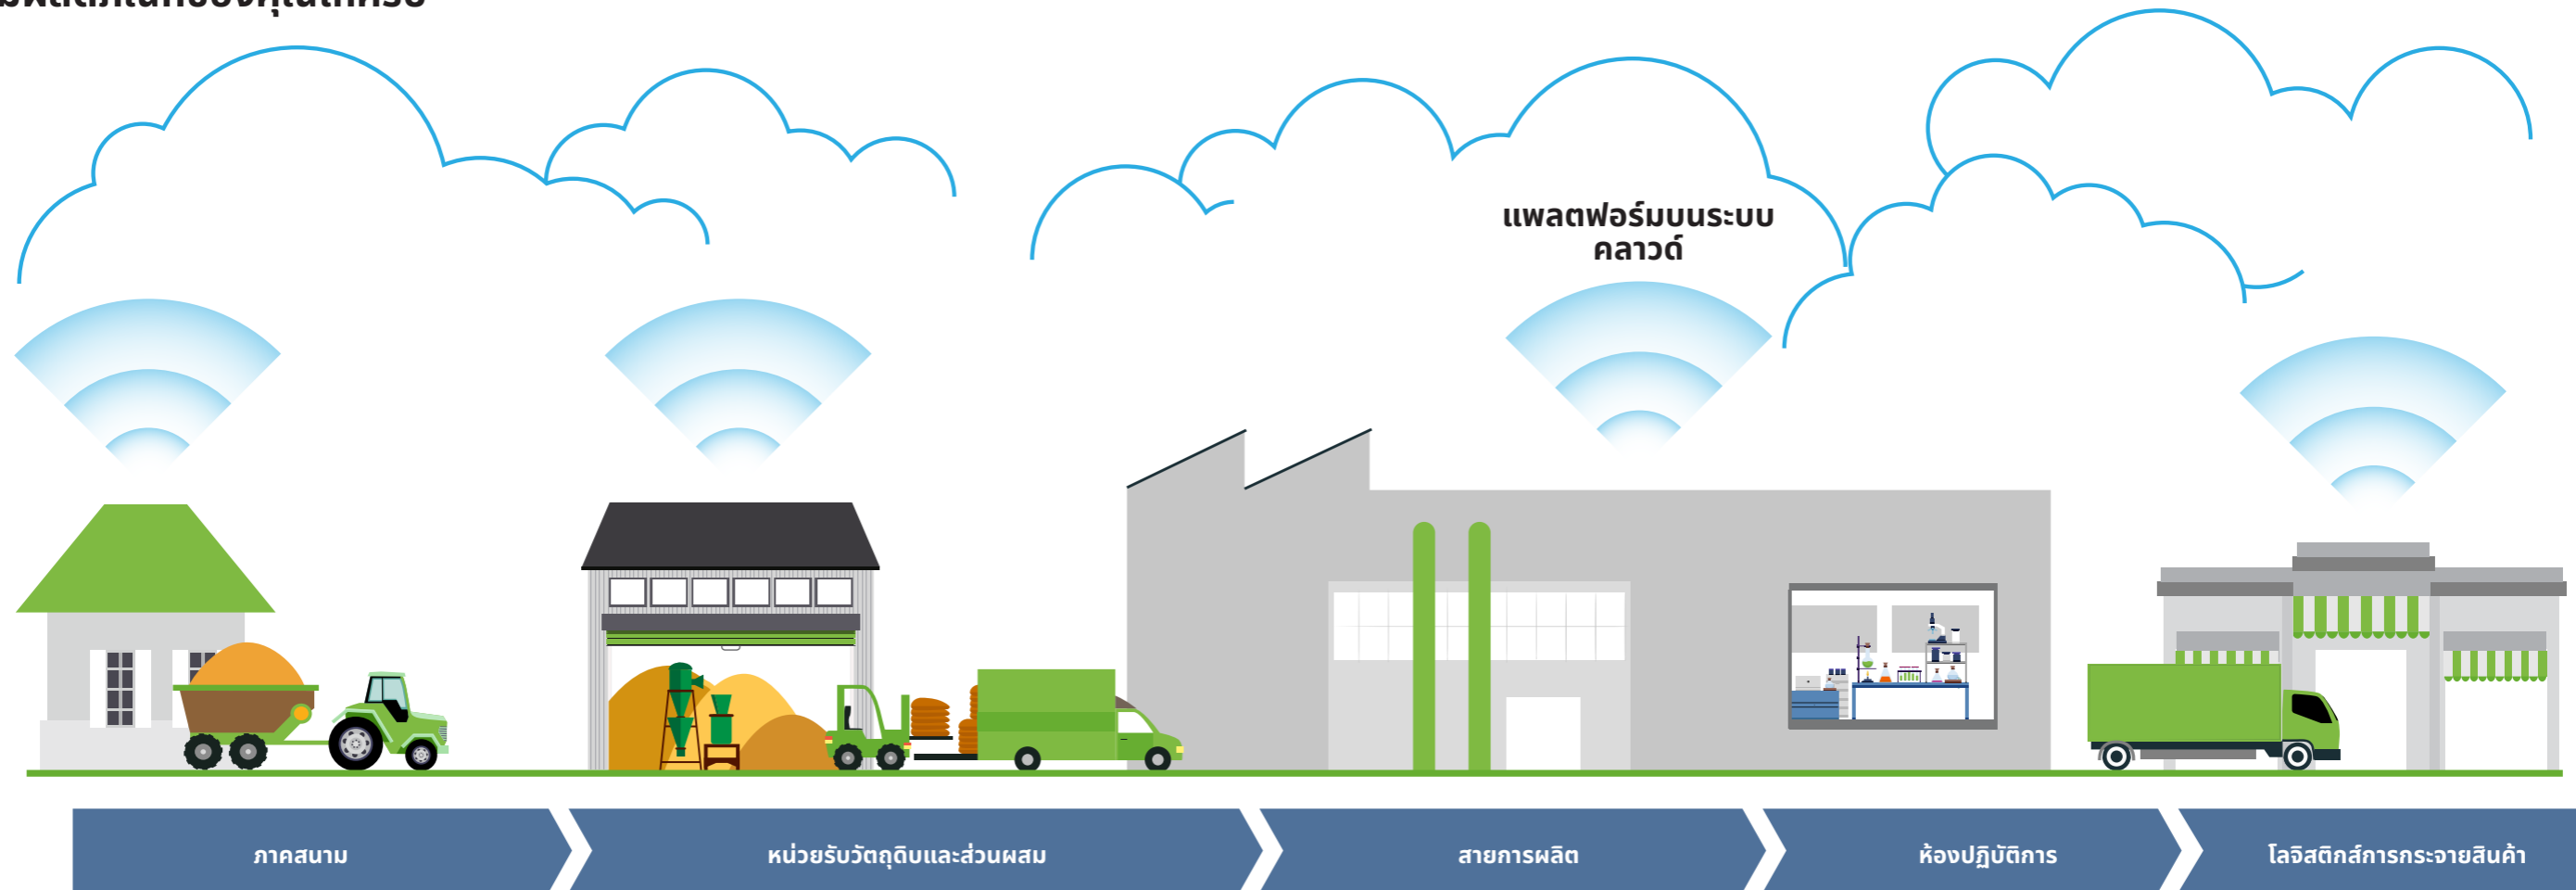 แพลตฟอร์มบนระบบ
คลาวด์
ภาคสนาม
หน่วยรับวัตถุดิบและส่วนผสม
สายการผลิต
ห้องปฏิบัติการ
โลจิสติกส์การกระจายสินค้า